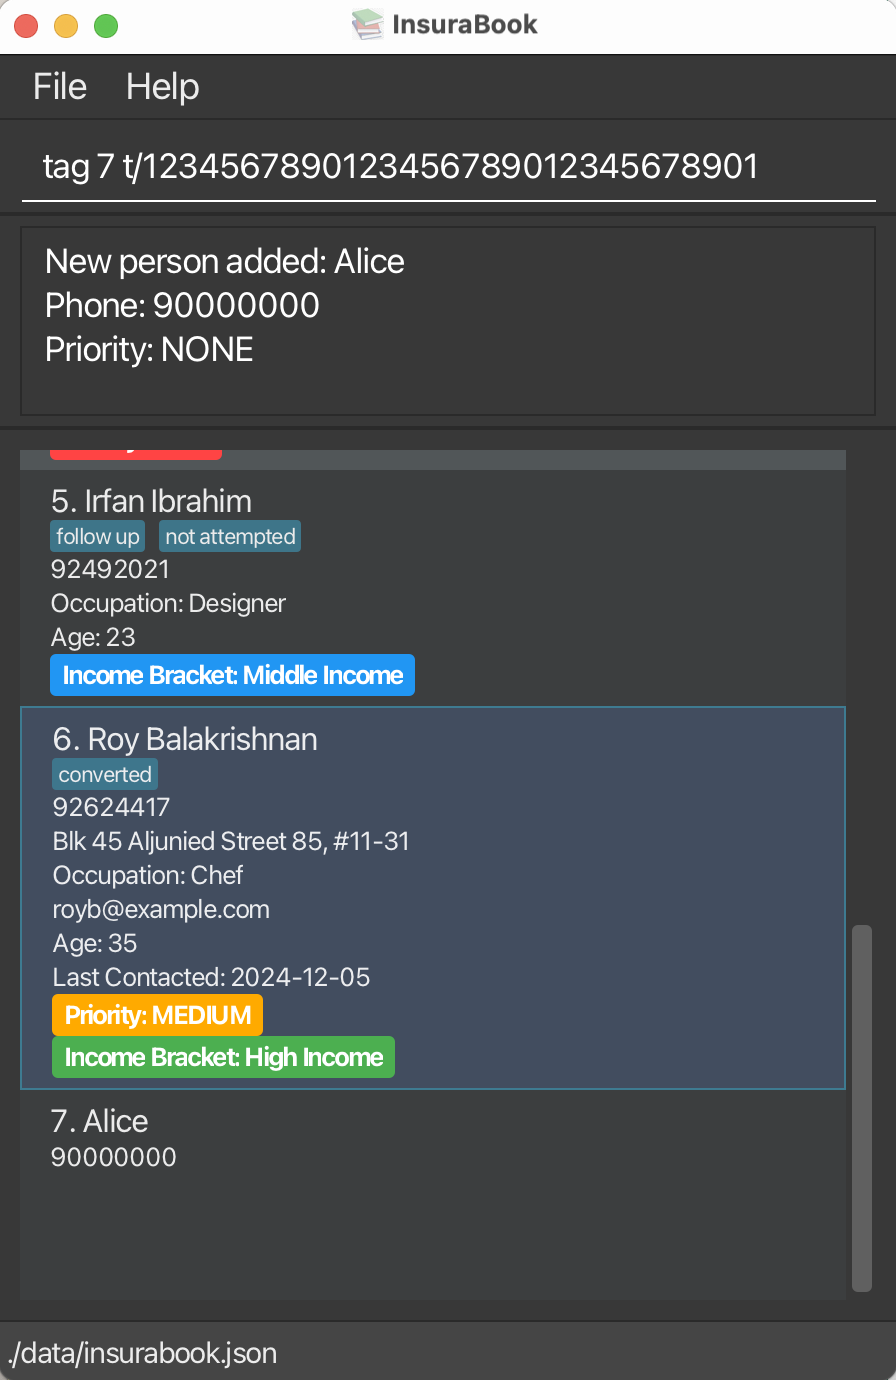 InsuraBook
File Help
tag 7 t/1234567890123456789012345678901
New person added: Alice
Phone: 90000000
Priority: NONE
5. Irfan Ibrahim
follow up not attempted
92492021
Occupation: Designer
Age: 23
Income Bracket: Middle Income
6. Roy Balakrishnan
converted
92624417
Blk 45 Aljunied Street 85, #11-31
Occupation: Chef
royb@example.com
Age: 35
Last Contacted: 2024-12-05
Priority: MEDIUM
Income Bracket: High Income
7. Alice
90000000
./data/insurabook.json